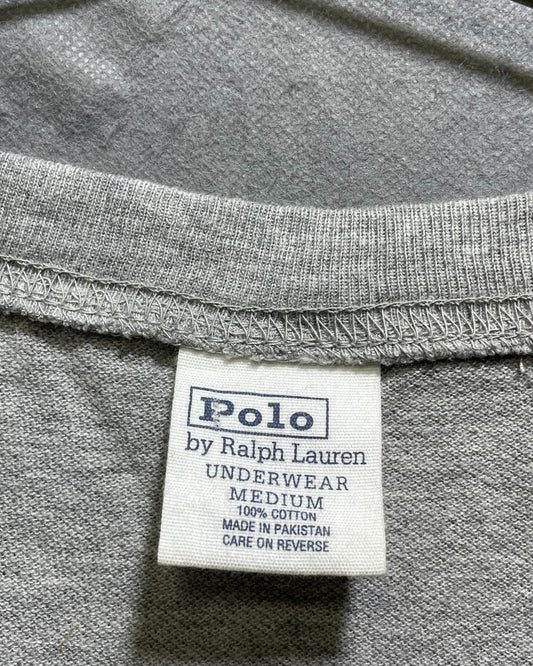 Polo
by Ralph Lauren
UNDERWEAR
MEDIUM
100% COTTON
MADE IN PAKISTAN
CARE ON REVERSE